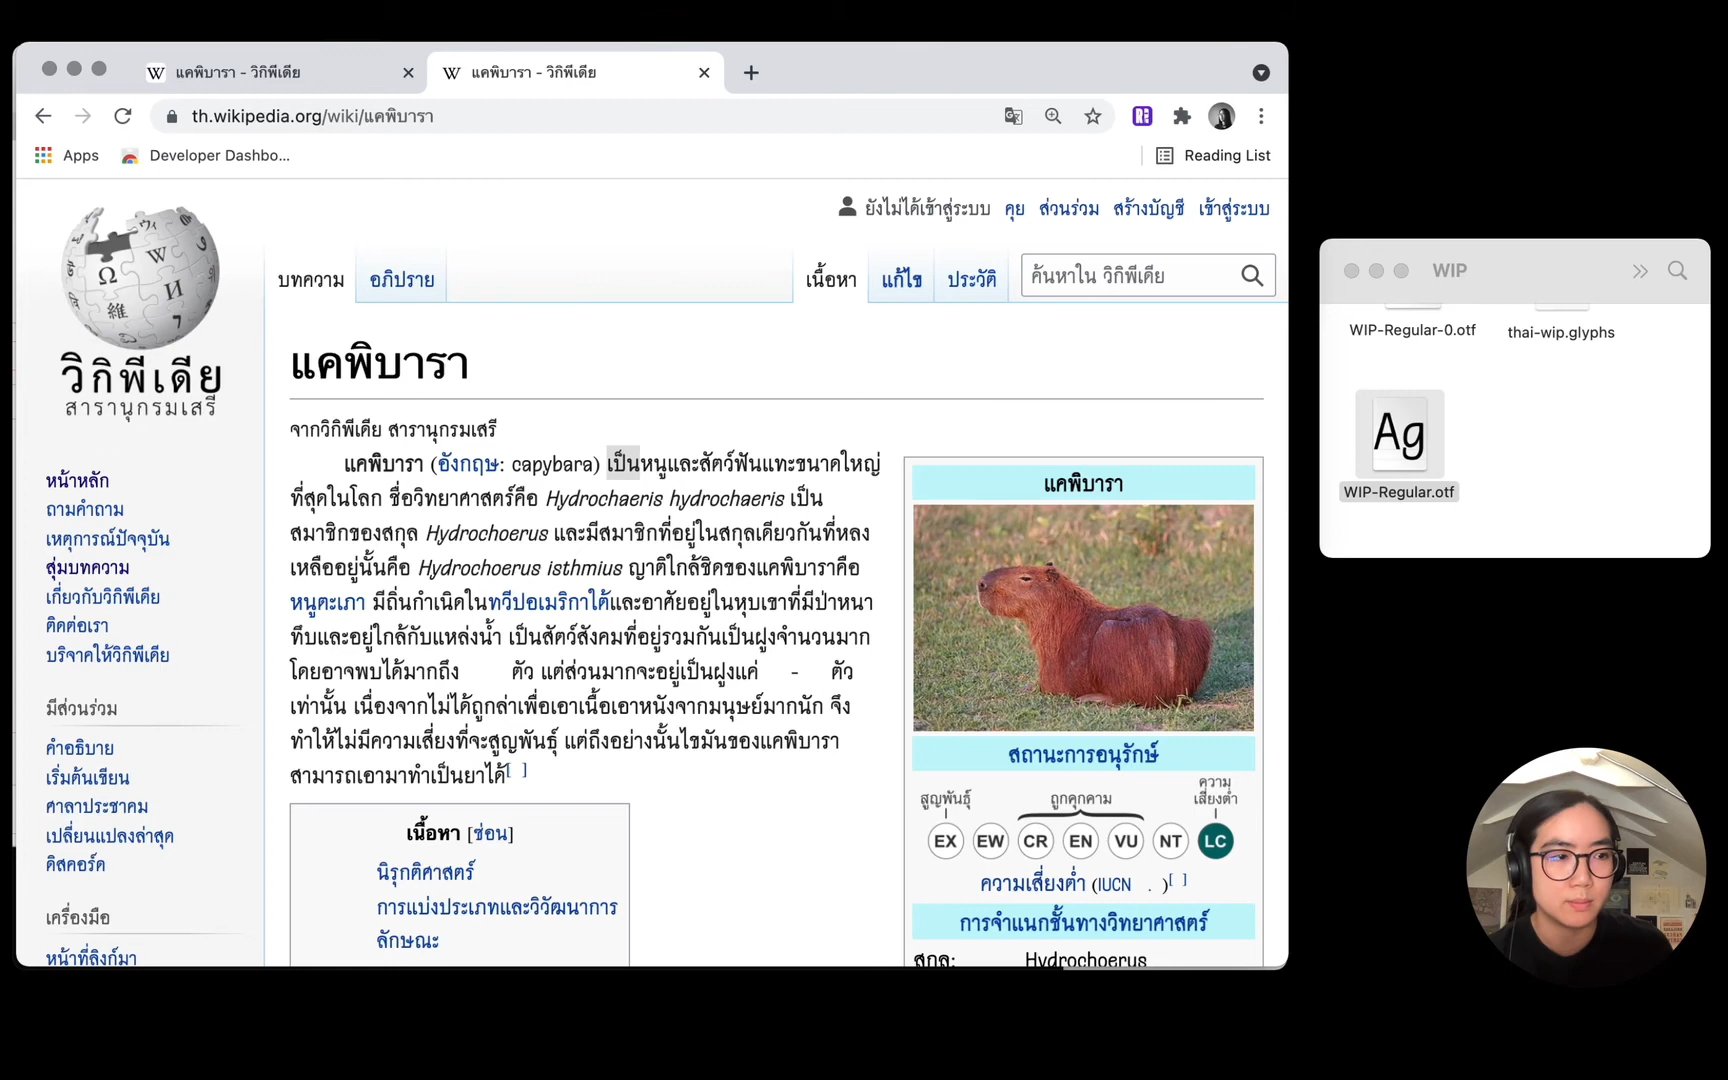 แคพิบารา - วิกิพีเดีย
แคพิบารา - วิกิพีเดีย
th.wikipedia.org/wiki/แคพิบารา
Apps
Developer Dashbo...
Reading List
ยังไม่ได้เข้าสู่ระบบ คุย ส่วนร่วม สร้างบัญชี เข้าสู่ระบบ
บทความ อภิปราย เนื้อหา แก้ไข ประวัติ ค้นหาใน วิกิพีเดีย
วิกิพีเดีย
สารานุกรมเสรี
หน้าหลัก
ถามคำถาม
เหตุการณ์ปัจจุบัน
สุ่มบทความ
เกี่ยวกับวิกิพีเดีย
ติดต่อเรา
บริจาคให้วิกิพีเดีย
มีส่วนร่วม
คำอธิบาย
เริ่มต้นเขียน
ศาลาประชาคม
เปลี่ยนแปลงล่าสุด
ดิสคอร์ด
เครื่องมือ
หน้าที่ลิงก์มา
แคพิบารา
จากวิกิพีเดีย สารานุกรมเสรี
แคพิบารา (อังกฤษ: capybara) เป็นหนูและสัตว์ฟันแทะขนาดใหญ่
ที่สุดในโลก ชื่อวิทยาศาสตร์คือ Hydrochaeris hydrochaeris เป็น
สมาชิกของสกุล Hydrochoerus และมีสมาชิกที่อยู่ในสกุลเดียวกันที่หลง
เหลืออยู่นั้นคือ Hydrochoerus isthmius ญาติใกล้ชิดของแคพิบาราคือ
หนูตะเภา มีถิ่นกำเนิดในทวีปอเมริกาใต้และอาศัยอยู่ในหุบเขาที่มีป่าหนา
ทึบและอยู่ใกล้กับแหล่งน้ำ เป็นสัตว์สังคมที่อยู่รวมกันเป็นฝูงจำนวนมาก
โดยอาจพบได้มากถึง ตัว แต่ส่วนมากจะอยู่เป็นฝูงแค่ - ตัว
เท่านั้น เนื่องจากไม่ได้ถูกล่าเพื่อเอาเนื้อเอาหนังจากมนุษย์มากนัก จึง
ทำให้ไม่มีความเสี่ยงที่จะสูญพันธุ์ แต่ถึงอย่างนั้นไขมันของแคพิบารา
สามารถเอามาทำเป็นยาได้[ ]
เนื้อหา [ซ่อน]
นิรุกติศาสตร์
การแบ่งประเภทและวิวัฒนาการ
ลักษณะ
แคพิบารา
สถานะการอนุรักษ์
สูญพันธุ์ ถูกคุกคาม ความเสี่ยงต่ำ
EX EW CR EN VU NT LC
ความเสี่ยงต่ำ (IUCN . )[ ]
การจำแนกชั้นทางวิทยาศาสตร์
สกุล: Hydrochoerus
WIP
WIP-Regular-0.otf
thai-wip.glyphs
Ag
WIP-Regular.otf